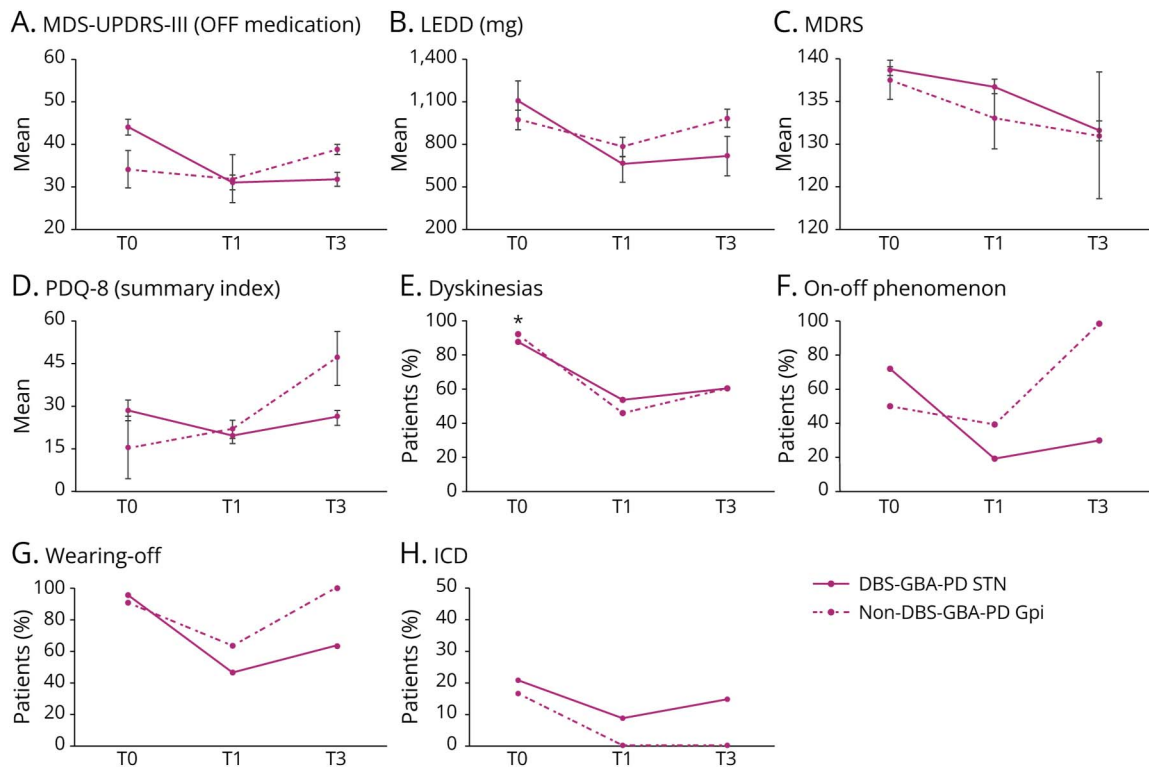 A. MDS-UPDRS-III (OFF medication)
60
50
40
30
20
Mean
T0 T1 T3
B. LEDD (mg)
1,400
1,100
800
500
200
Mean
T0 T1 T3
C. MDRS
140
135
130
120
120
Mean
T0 T1 T3
D. PDQ-8 (summary index)
60
45
30
15
0
Mean
T0 T1 T3
E. Dyskinesias
100
80
60
40
20
0
Patients (%)
*
T0 T1 T3
F. On-off phenomenon
100
80
60
40
20
0
Patients (%)
T0 T1 T3
G. Wearing-off
100
80
60
40
20
0
Patients (%)
T0 T1 T3
H. ICD
50
40
30
20
10
0
Patients (%)
T0 T1 T3
DBS-GBA-PD STN
Non-DBS-GBA-PD Gpi